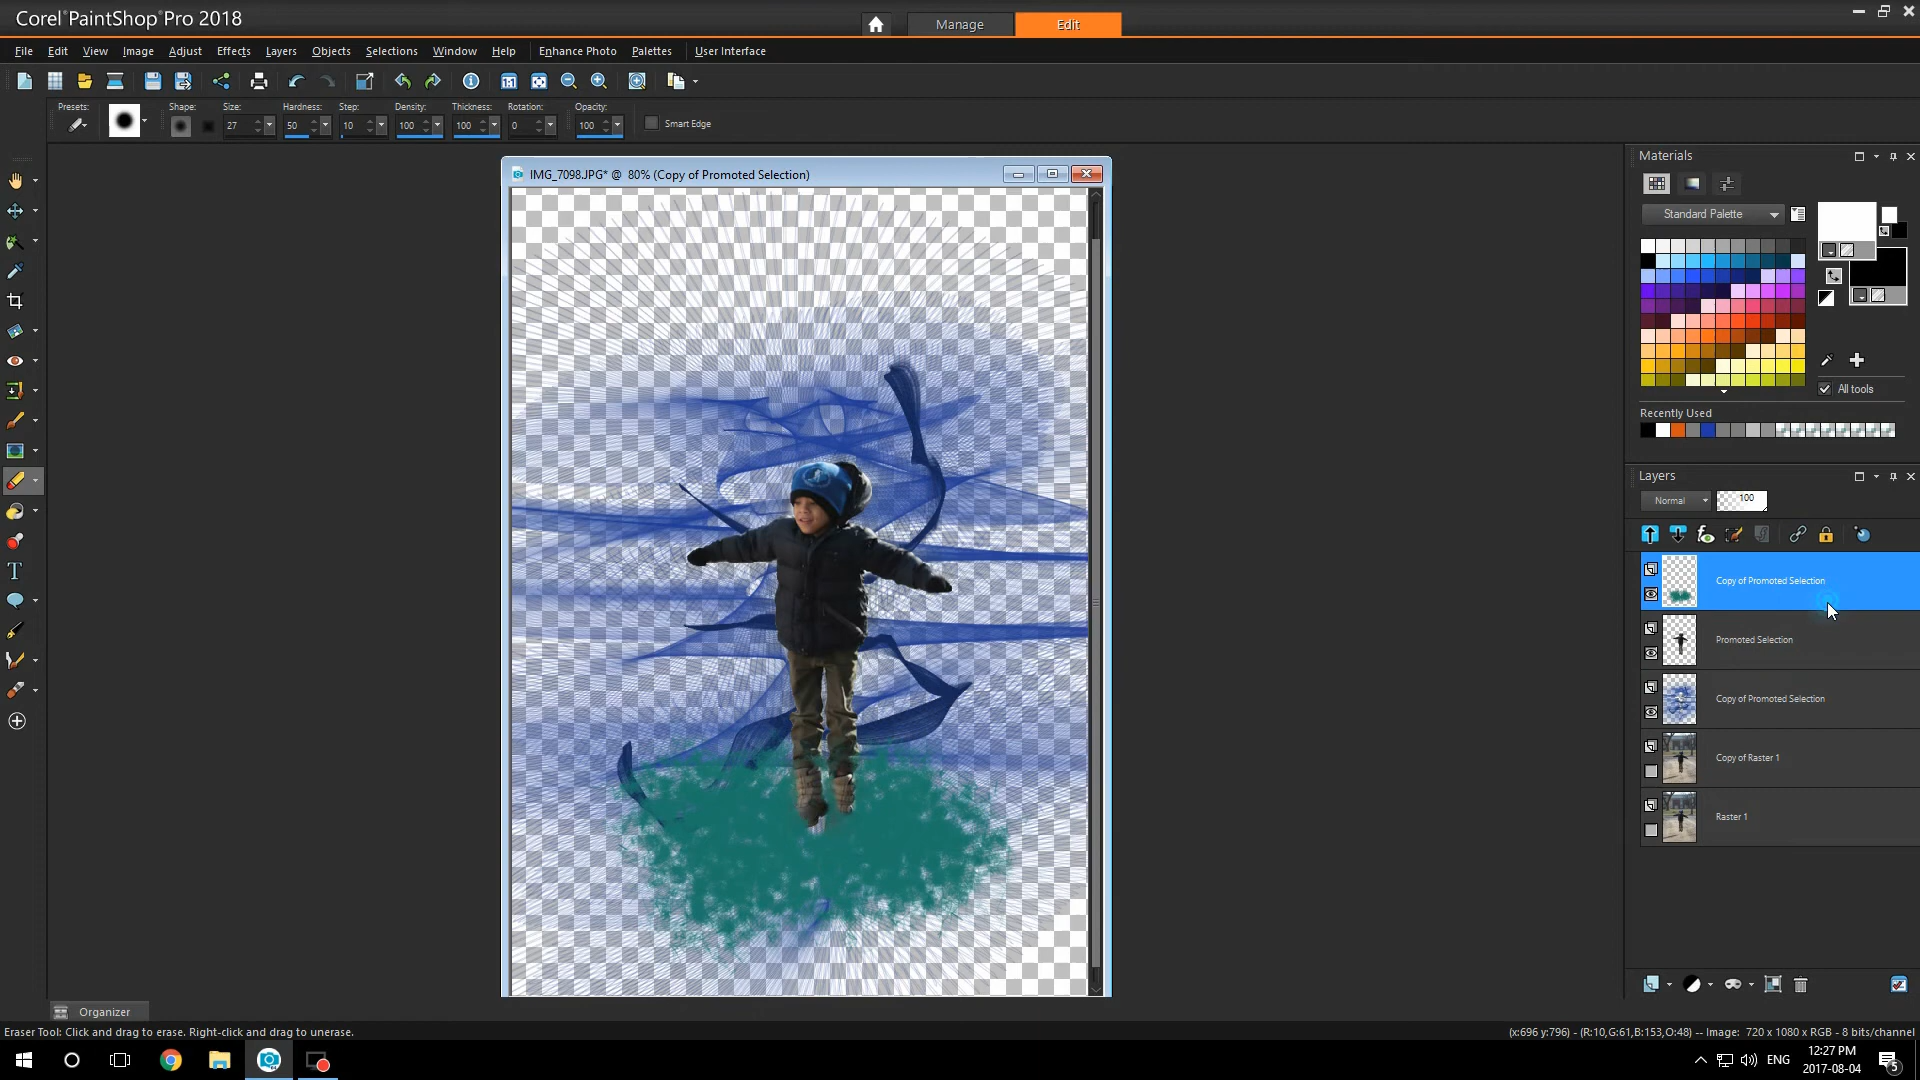 Corel®PaintShop®Pro 2018
Manage
Edit
File Edit View Image Adjust Effects Layers Objects Selections Window Help Enhance Photo Palettes User Interface
Presets: Shape: Size: Hardness: Step: Density: Thickness: Rotation: Opacity:
27 50 10 100 100 0 100 Smart Edge
IMG_7098.JPG* @ 80% (Copy of Promoted Selection)
Materials
Standard Palette
All tools
Recently Used
Layers
Normal 100
Copy of Promoted Selection
Promoted Selection
Copy of Promoted Selection
Copy of Raster 1
Raster 1
Organizer
Eraser Tool: Click and drag to erase. Right-click and drag to unerase.
(x:696 y:796) - (R:10,G:61,B:153,O:48) -- Image: 720 x 1080 x RGB - 8 bits/channel
ENG
12:27 PM
2017-08-04
5